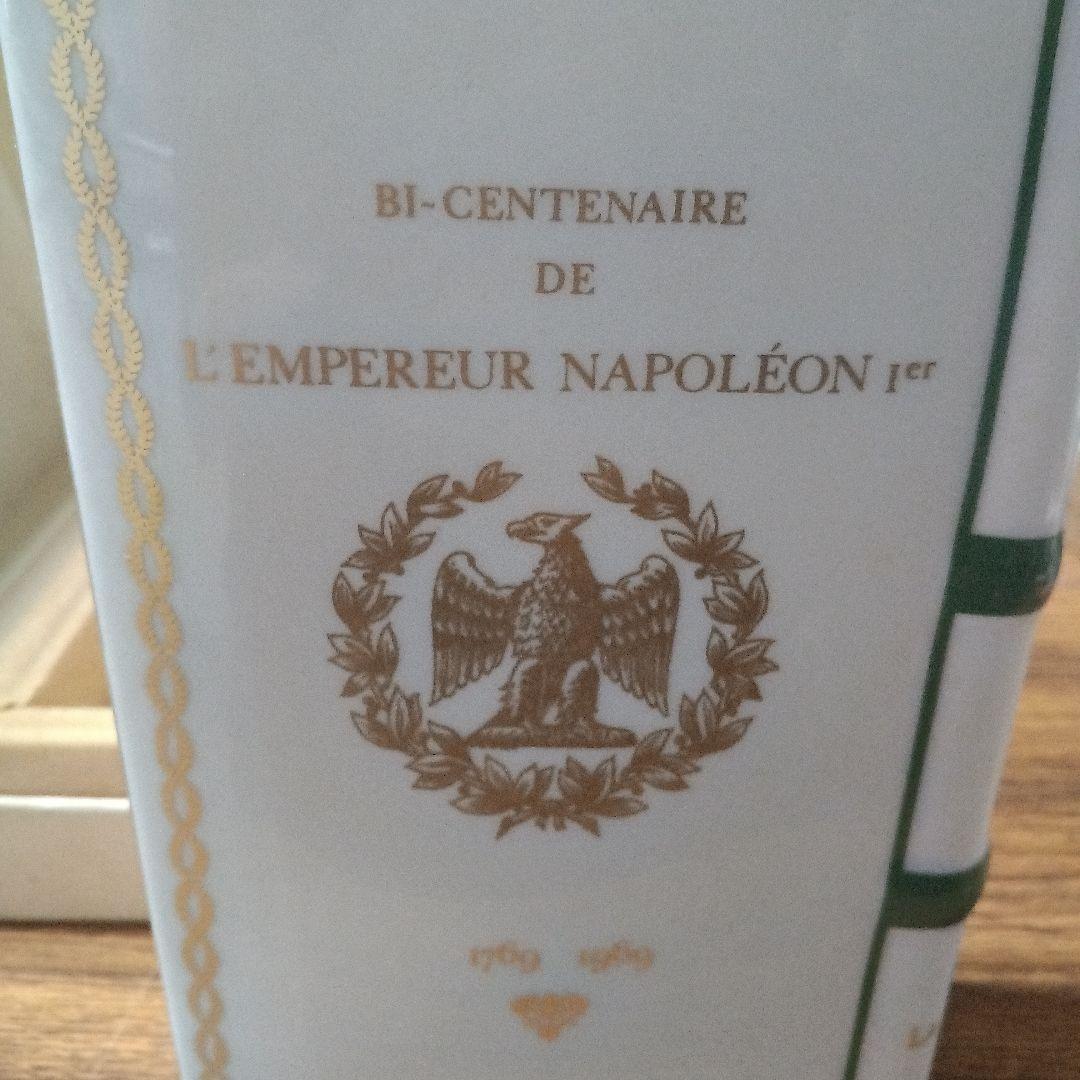 BI-CENTENAIRE
DE
L'EMPEREUR NAPOLÉON Ier
1769 1969